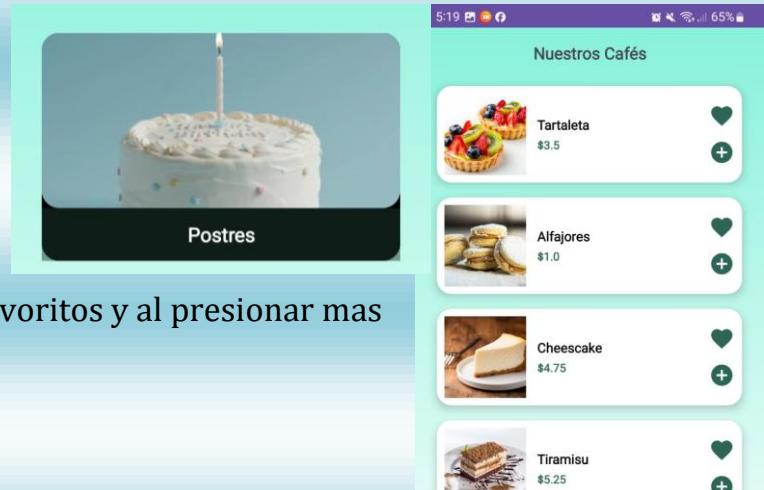 Postres
voritos y al presionar mas
5:19 65%
Nuestros Cafés
Tartaleta
$3.5
Alfajores
$1.0
Cheescake
$4.75
Tiramisu
$5.25